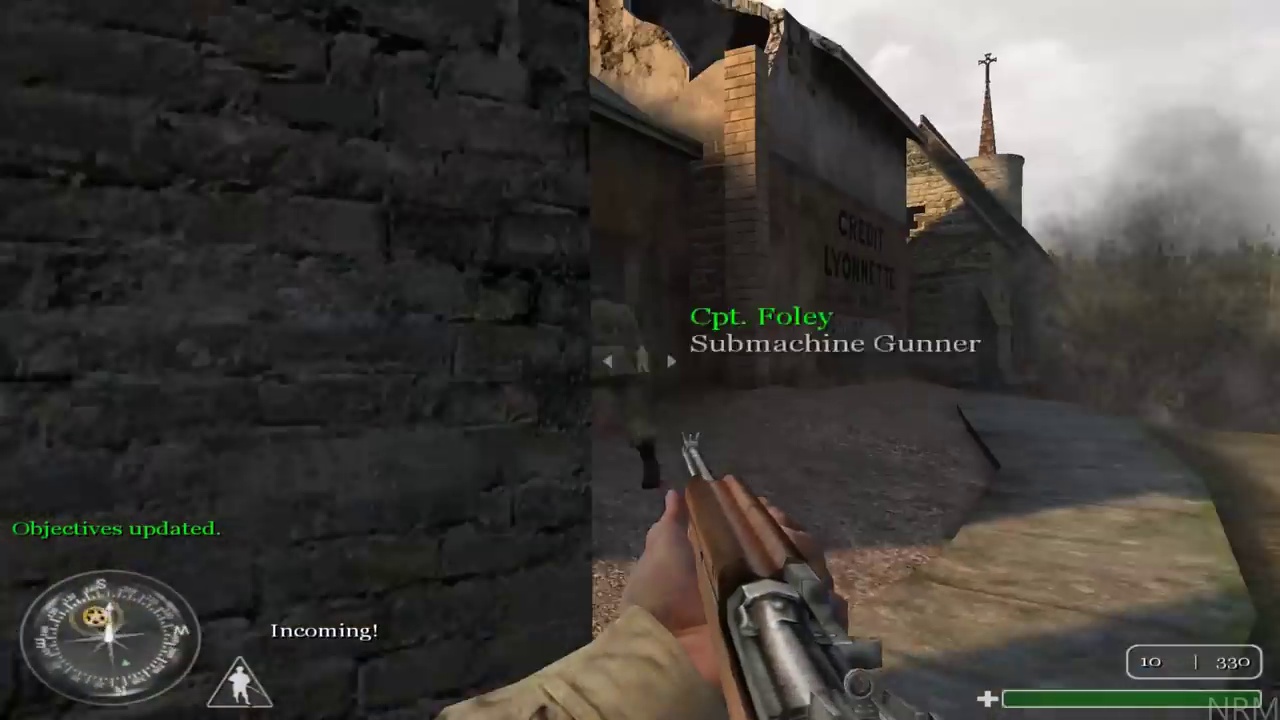 CREDIT
LYONNETTE
Cpt. Foley
Submachine Gunner
Objectives updated.
S
Incoming!
10 | 330
NRM